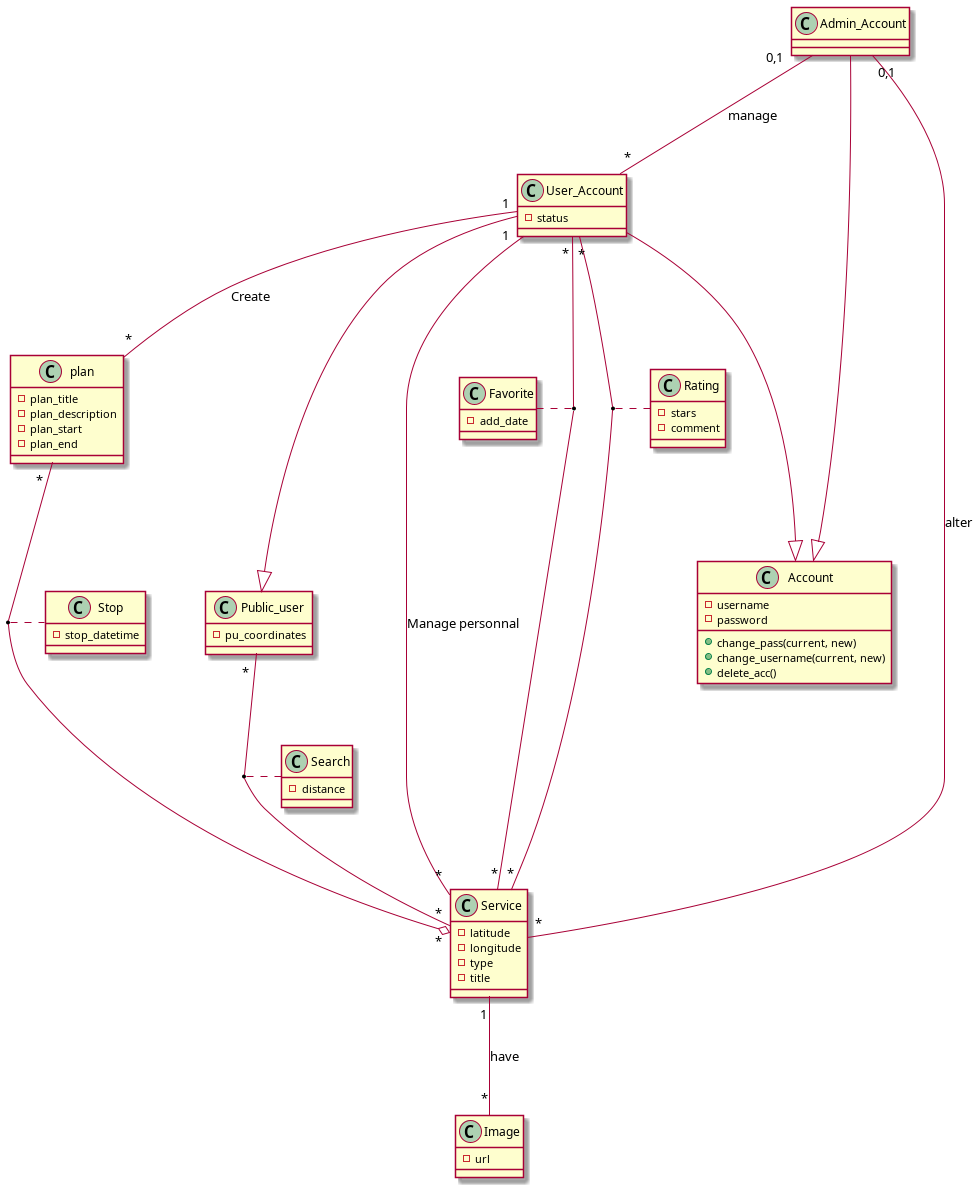 C Admin_Account
0,1
0,1
manage
*
C User_Account
status
1
1
*
*
Create
*
C plan
plan_title
plan_description
plan_start
plan_end
*
C Favorite
add_date
C Rating
stars
comment
alter
C Account
username
password
change_pass(current, new)
change_username(current, new)
delete_acc()
C Stop
stop_datetime
C Public_user
pu_coordinates
*
Manage personnal
C Search
distance
*
*
*
*
*
*
C Service
latitude
longitude
type
title
1
have
*
C Image
url